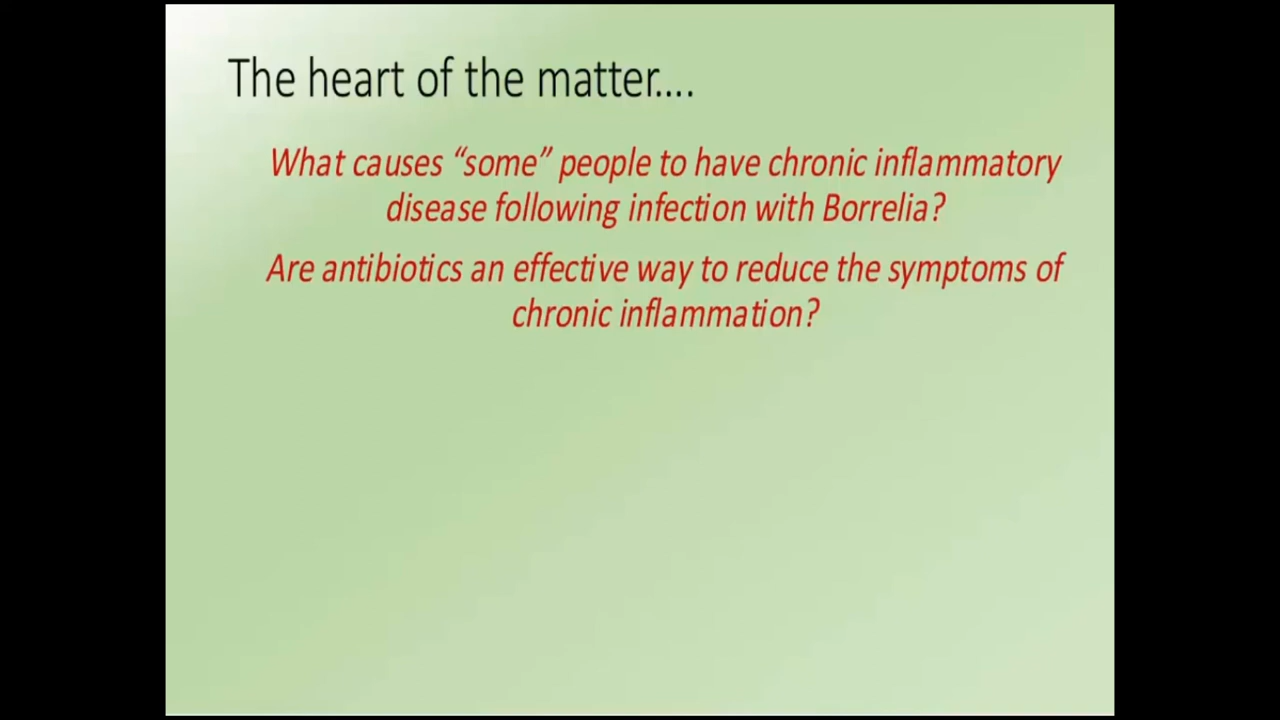 The heart of the matter....
What causes “some” people to have chronic inflammatory
disease following infection with Borrelia?
Are antibiotics an effective way to reduce the symptoms of
chronic inflammation?